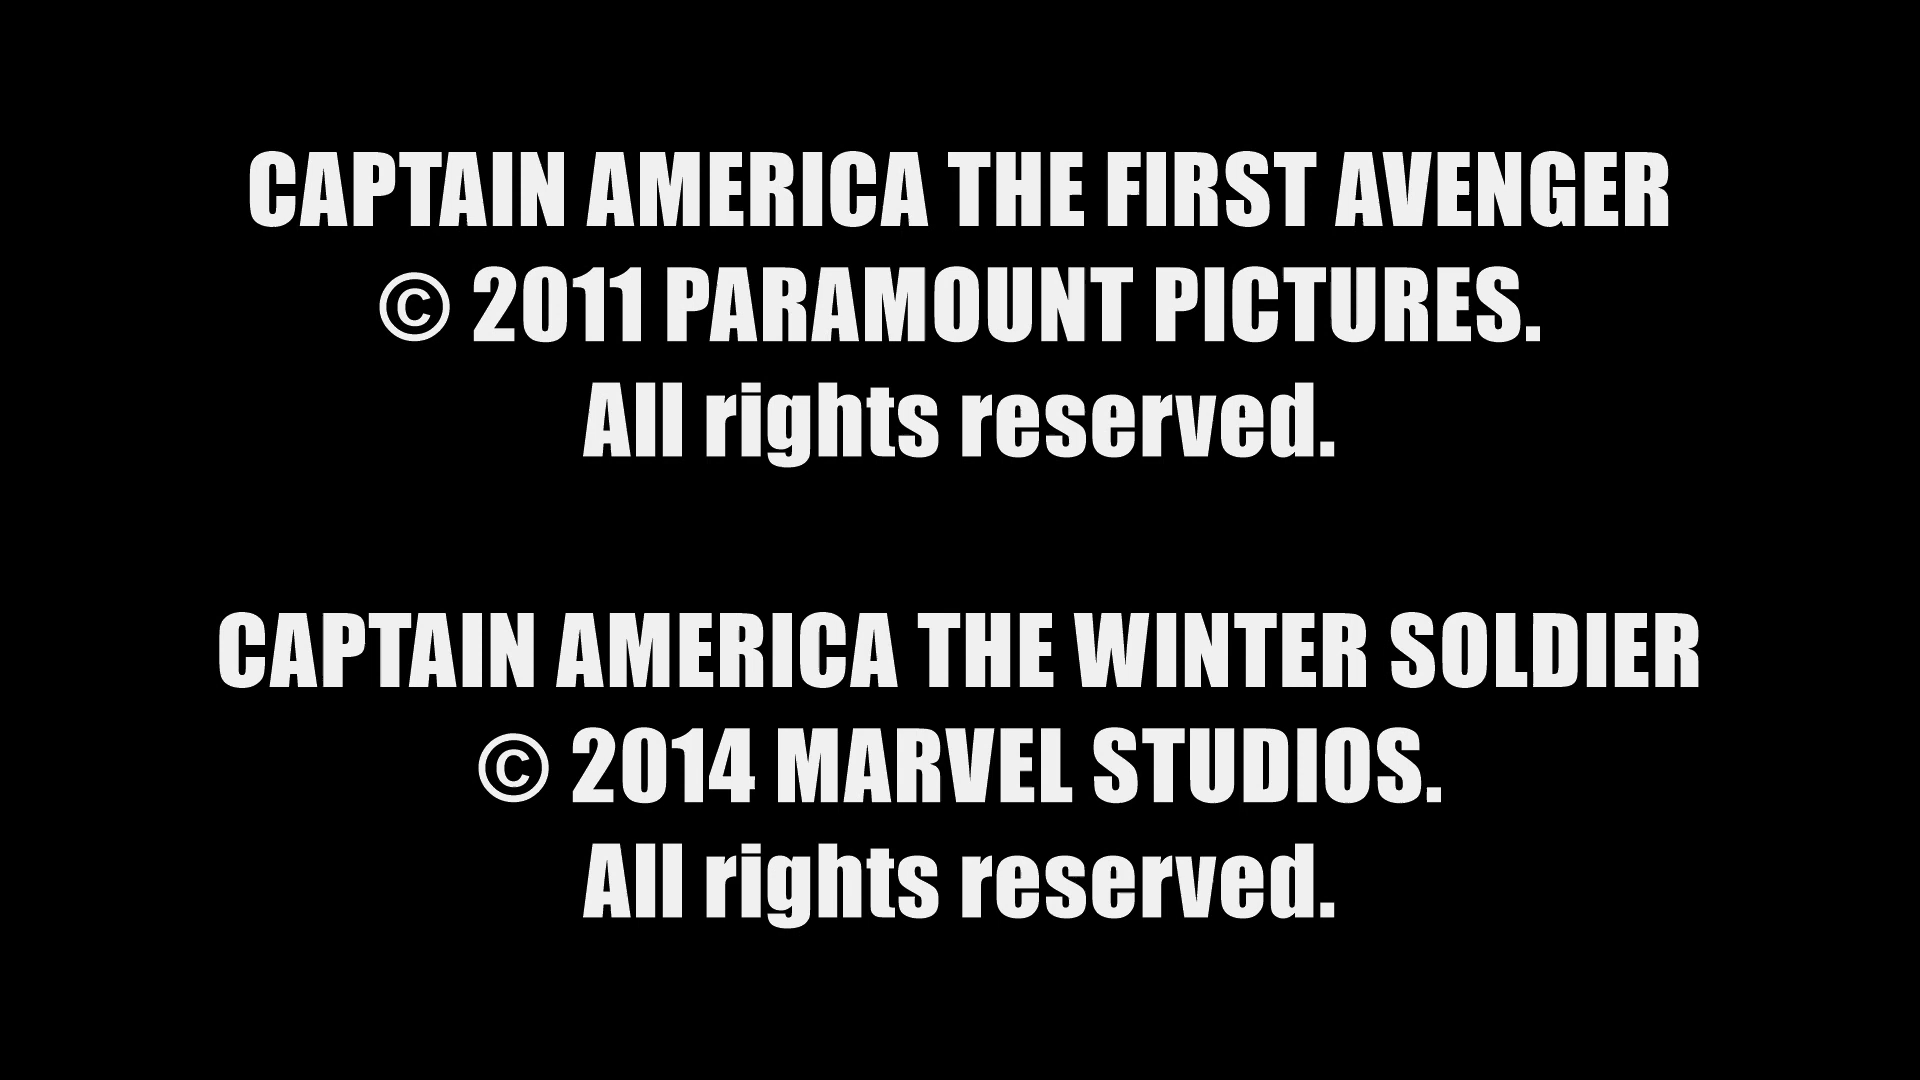 CAPTAIN AMERICA THE FIRST AVENGER
© 2011 PARAMOUNT PICTURES.
All rights reserved.
CAPTAIN AMERICA THE WINTER SOLDIER
© 2014 MARVEL STUDIOS.
All rights reserved.